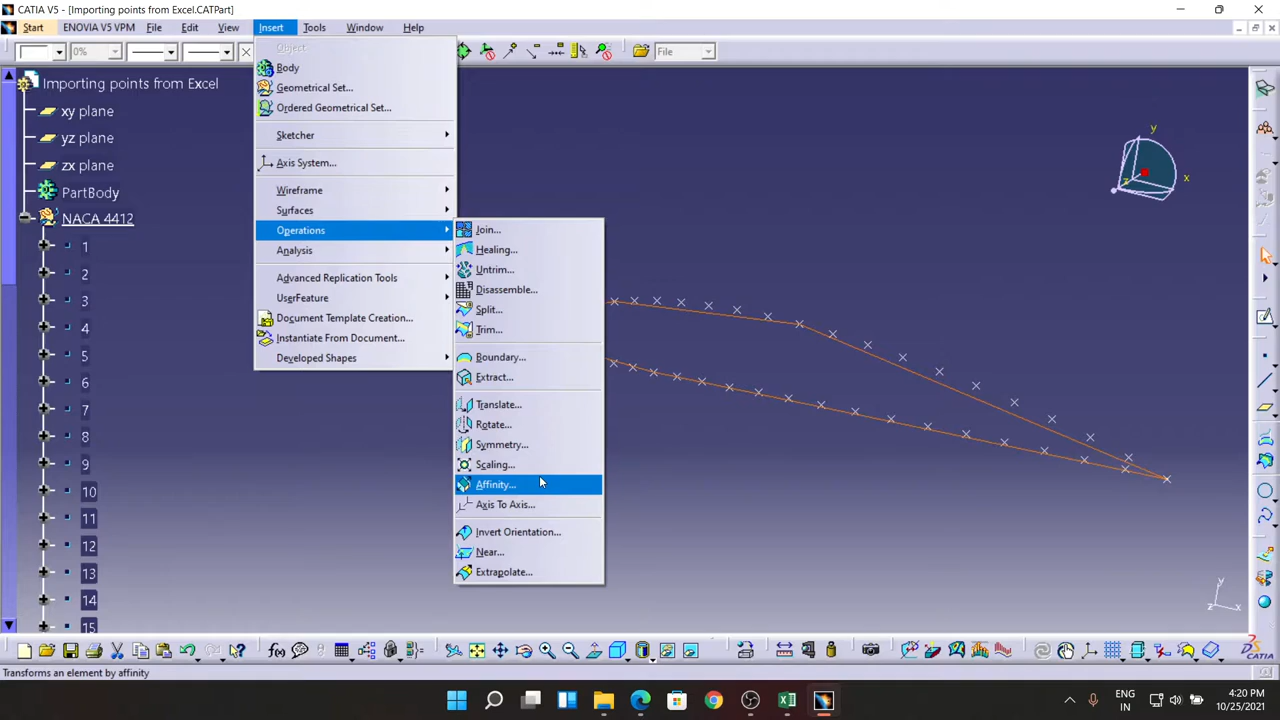 CATIA V5 - [Importing points from Excel.CATPart]
Start ENOVIA V5 VPM File Edit View Insert Tools Window Help
0% File
Object
Body
Geometrical Set...
Ordered Geometrical Set...
Sketcher
Axis System...
Wireframe
Surfaces
Operations
Analysis
Advanced Replication Tools
UserFeature
Document Template Creation...
Instantiate From Document...
Developed Shapes
Join...
Healing...
Untrim...
Disassemble...
Split...
Trim...
Boundary...
Extract...
Translate...
Rotate...
Symmetry...
Scaling...
Affinity...
Axis To Axis...
Invert Orientation...
Near...
Extrapolate...
Importing points from Excel
xy plane
yz plane
zx plane
PartBody
NACA 4412
1
2
3
4
5
6
7
8
9
10
11
12
13
14
15
y
x
z
y
z x
f(x)
CATIA
Transforms an element by affinity
ENG
IN
4:20 PM
10/25/2021